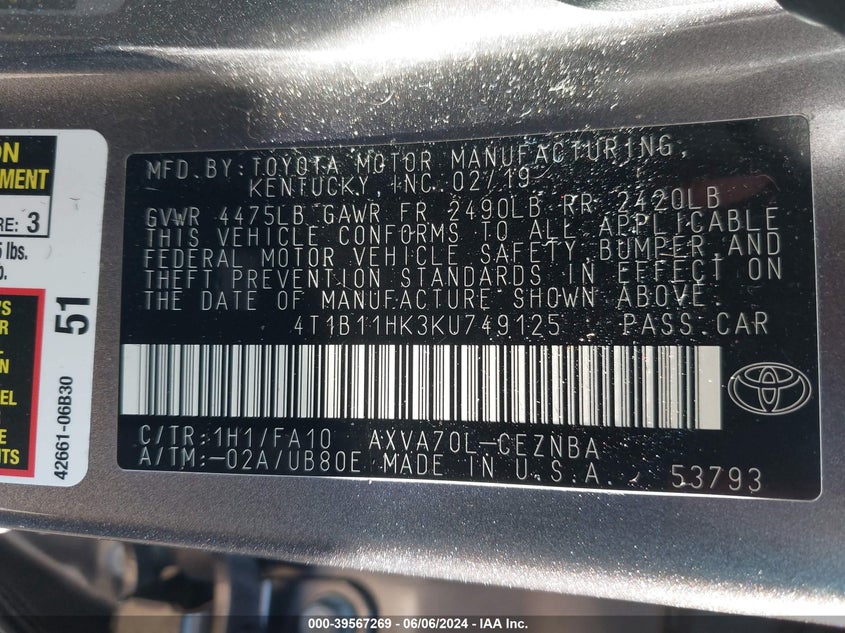 ON
EMENT
RE: 3
5 lbs.
b.
51
42661-06B30
MFD.BY: TOYOTA MOTOR MANUFACTURING,
KENTUCKY, INC. 02/19
GVWR 4475LB GAWR FR 2490LB RR 2420LB
THIS VEHICLE CONFORMS TO ALL APPLICABLE
FEDERAL MOTOR VEHICLE SAFETY, BUMPER, AND
THEFT PREVENTION STANDARDS IN EFFECT ON
THE DATE OF MANUFACTURE SHOWN ABOVE.
4T1B11HK3KU749125 PASS.CAR
C/TR: 1H1/FA10 AXVA70L-CEZNBA
A/TM: -02A/UB80E MADE IN U.S.A. 53793
000-39567269 - 06/06/2024 - IAA Inc.